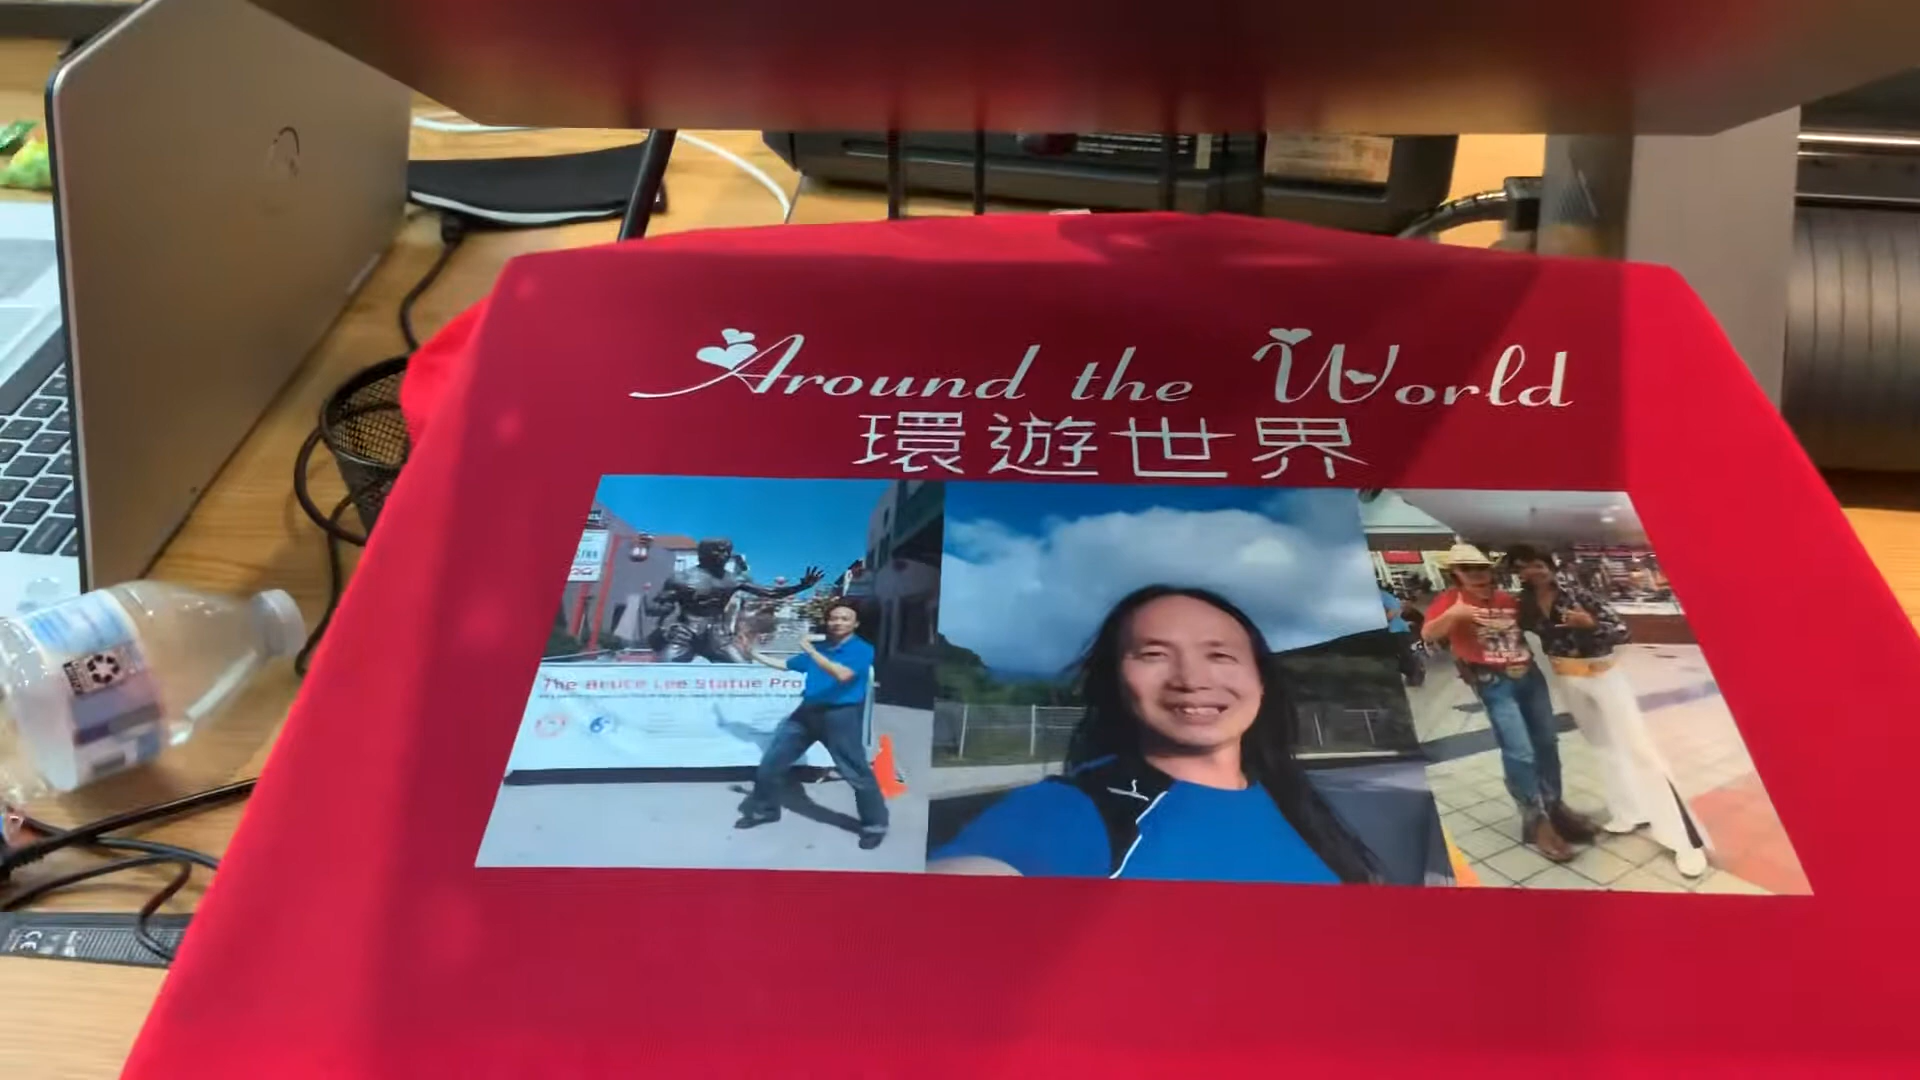 Around the World
環遊世界
The Bruce Lee Statue Pro